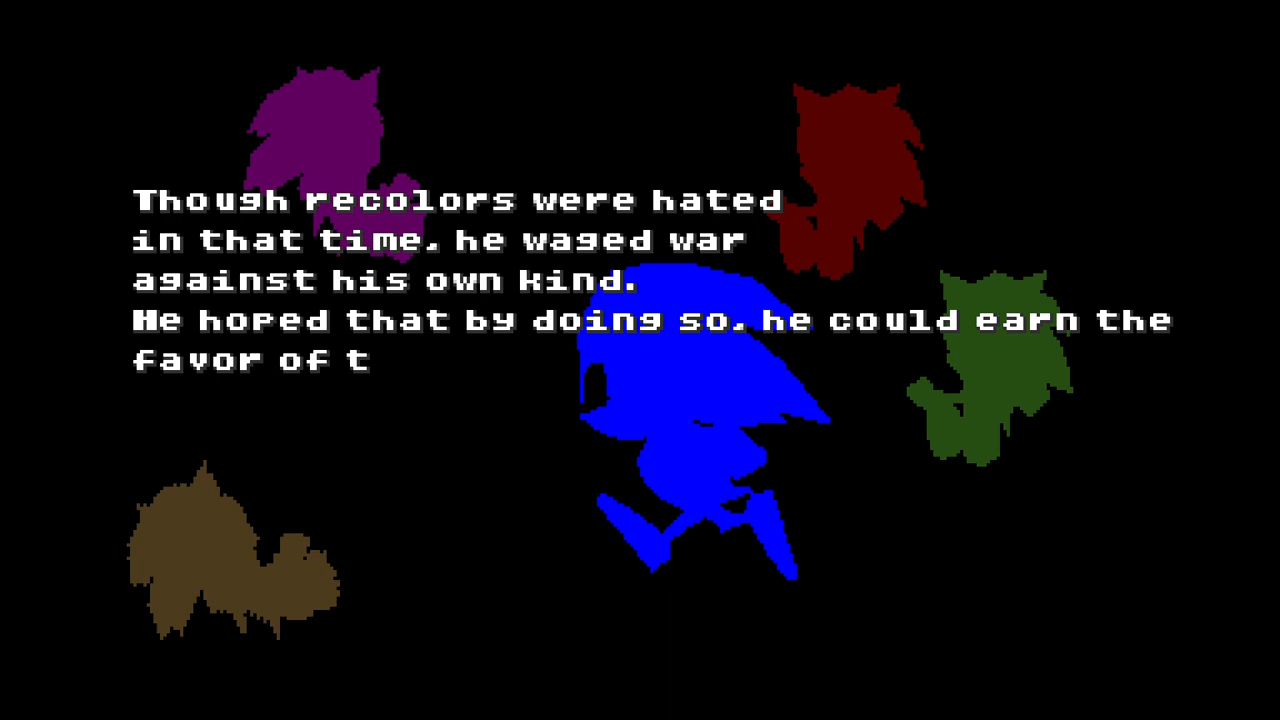 Though recolors were hated
in that time, he waged war
against his own kind.
He hoped that by doing so, he could earn the
favor of t